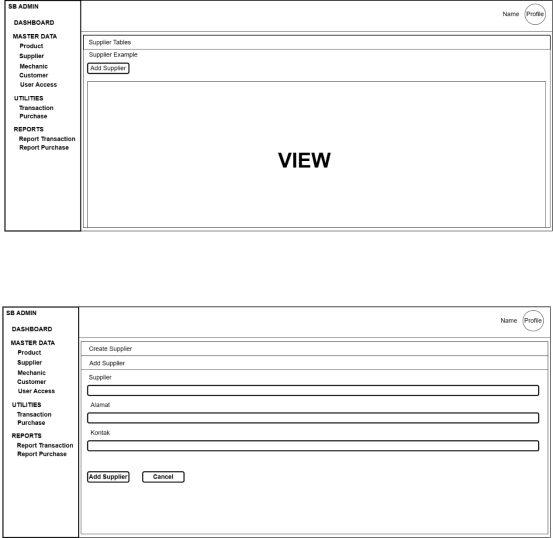 SB ADMIN
Name Profile
DASHBOARD
MASTER DATA
Product
Supplier
Mechanic
Customer
User Access
UTILITIES
Transaction
Purchase
REPORTS
Report Transaction
Report Purchase
Supplier Tables
Supplier Example
Add Supplier
VIEW
SB ADMIN
Name Profile
DASHBOARD
MASTER DATA
Product
Supplier
Mechanic
Customer
User Access
UTILITIES
Transaction
Purchase
REPORTS
Report Transaction
Report Purchase
Create Supplier
Add Supplier
Supplier
Alamat
Kontak
Add Supplier Cancel